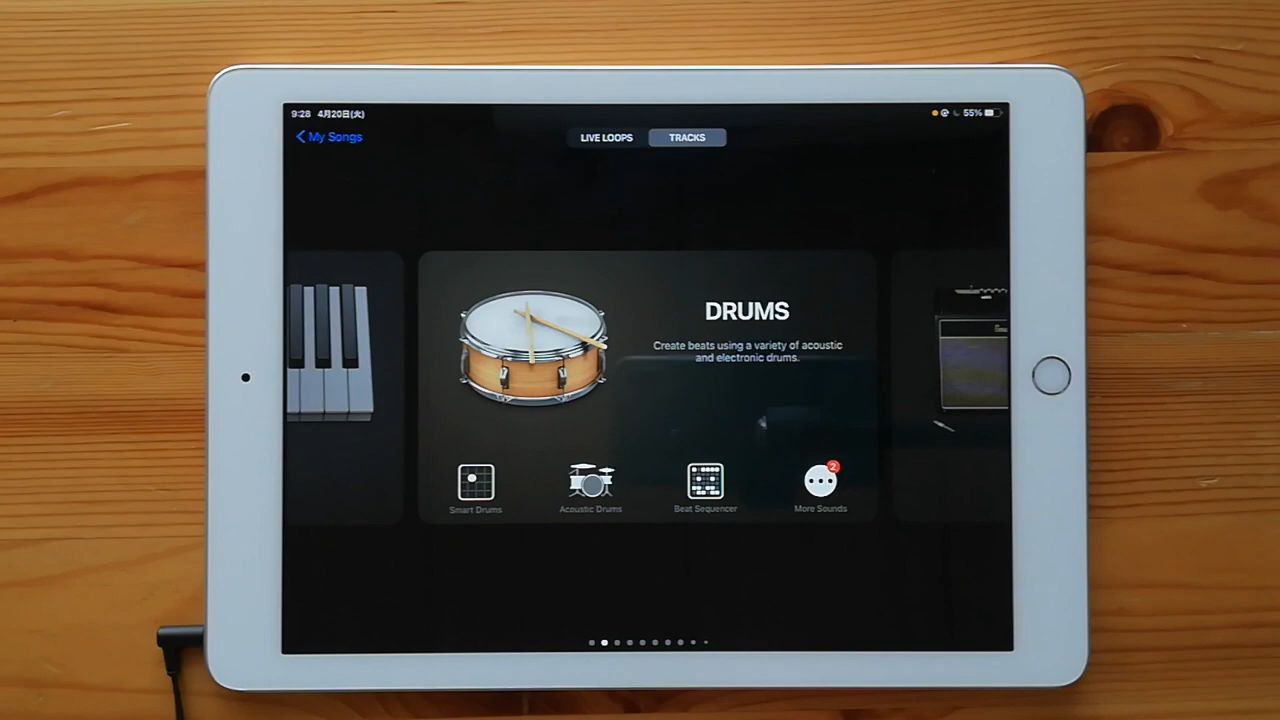 9:28 4月20日(火)
55%
My Songs
LIVE LOOPS
TRACKS
DRUMS
Create beats using a variety of acoustic
and electronic drums.
2
Smart Drums
Acoustic Drums
Beat Sequencer
More Sounds